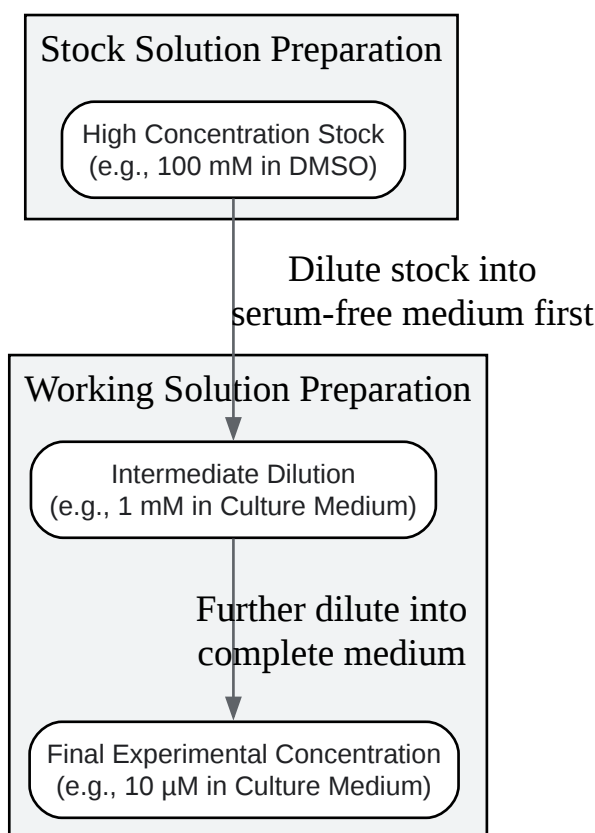 Stock Solution Preparation
High Concentration Stock
(e.g., 100 mM in DMSO)
Dilute stock into
serum-free medium first
Working Solution Preparation
Intermediate Dilution
(e.g., 1 mM in Culture Medium)
Further dilute into
complete medium
Final Experimental Concentration
(e.g., 10 µM in Culture Medium)